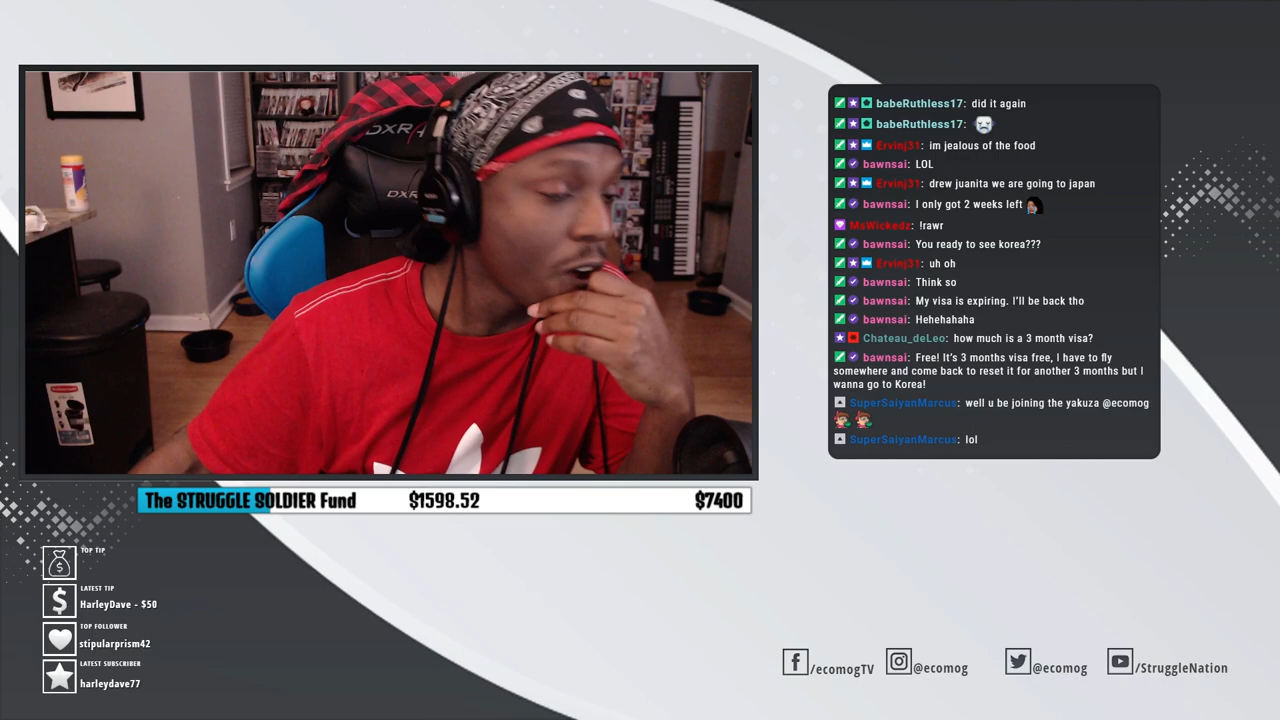 DXR
DXR
babeRuthless17: did it again
babeRuthless17:
Ervinj31: im jealous of the food
bawnsai: LOL
Ervinj31: drew juanita we are going to japan
bawnsai: I only got 2 weeks left
MsWickedz: !rawr
bawnsai: You ready to see korea???
Ervinj31: uh oh
bawnsai: Think so
bawnsai: My visa is expiring. I'll be back tho
bawnsai: Hehehahaha
Chateau_deLeo: how much is a 3 month visa?
bawnsai: Free! It's 3 months visa free, I have to fly
somewhere and come back to reset it for another 3 months but I
wanna go to Korea!
SuperSaiyanMarcus: well u be joining the yakuza @ecomog
SuperSaiyanMarcus: lol
The STRUGGLE SOLDIER Fund $1598.52 $7400
TOP TIP
LATEST TIP
HarleyDave - $50
TOP FOLLOWER
stipularprism42
LATEST SUBSCRIBER
harleydave77
/ecomogTV @ecomog @ecomog /StruggleNation